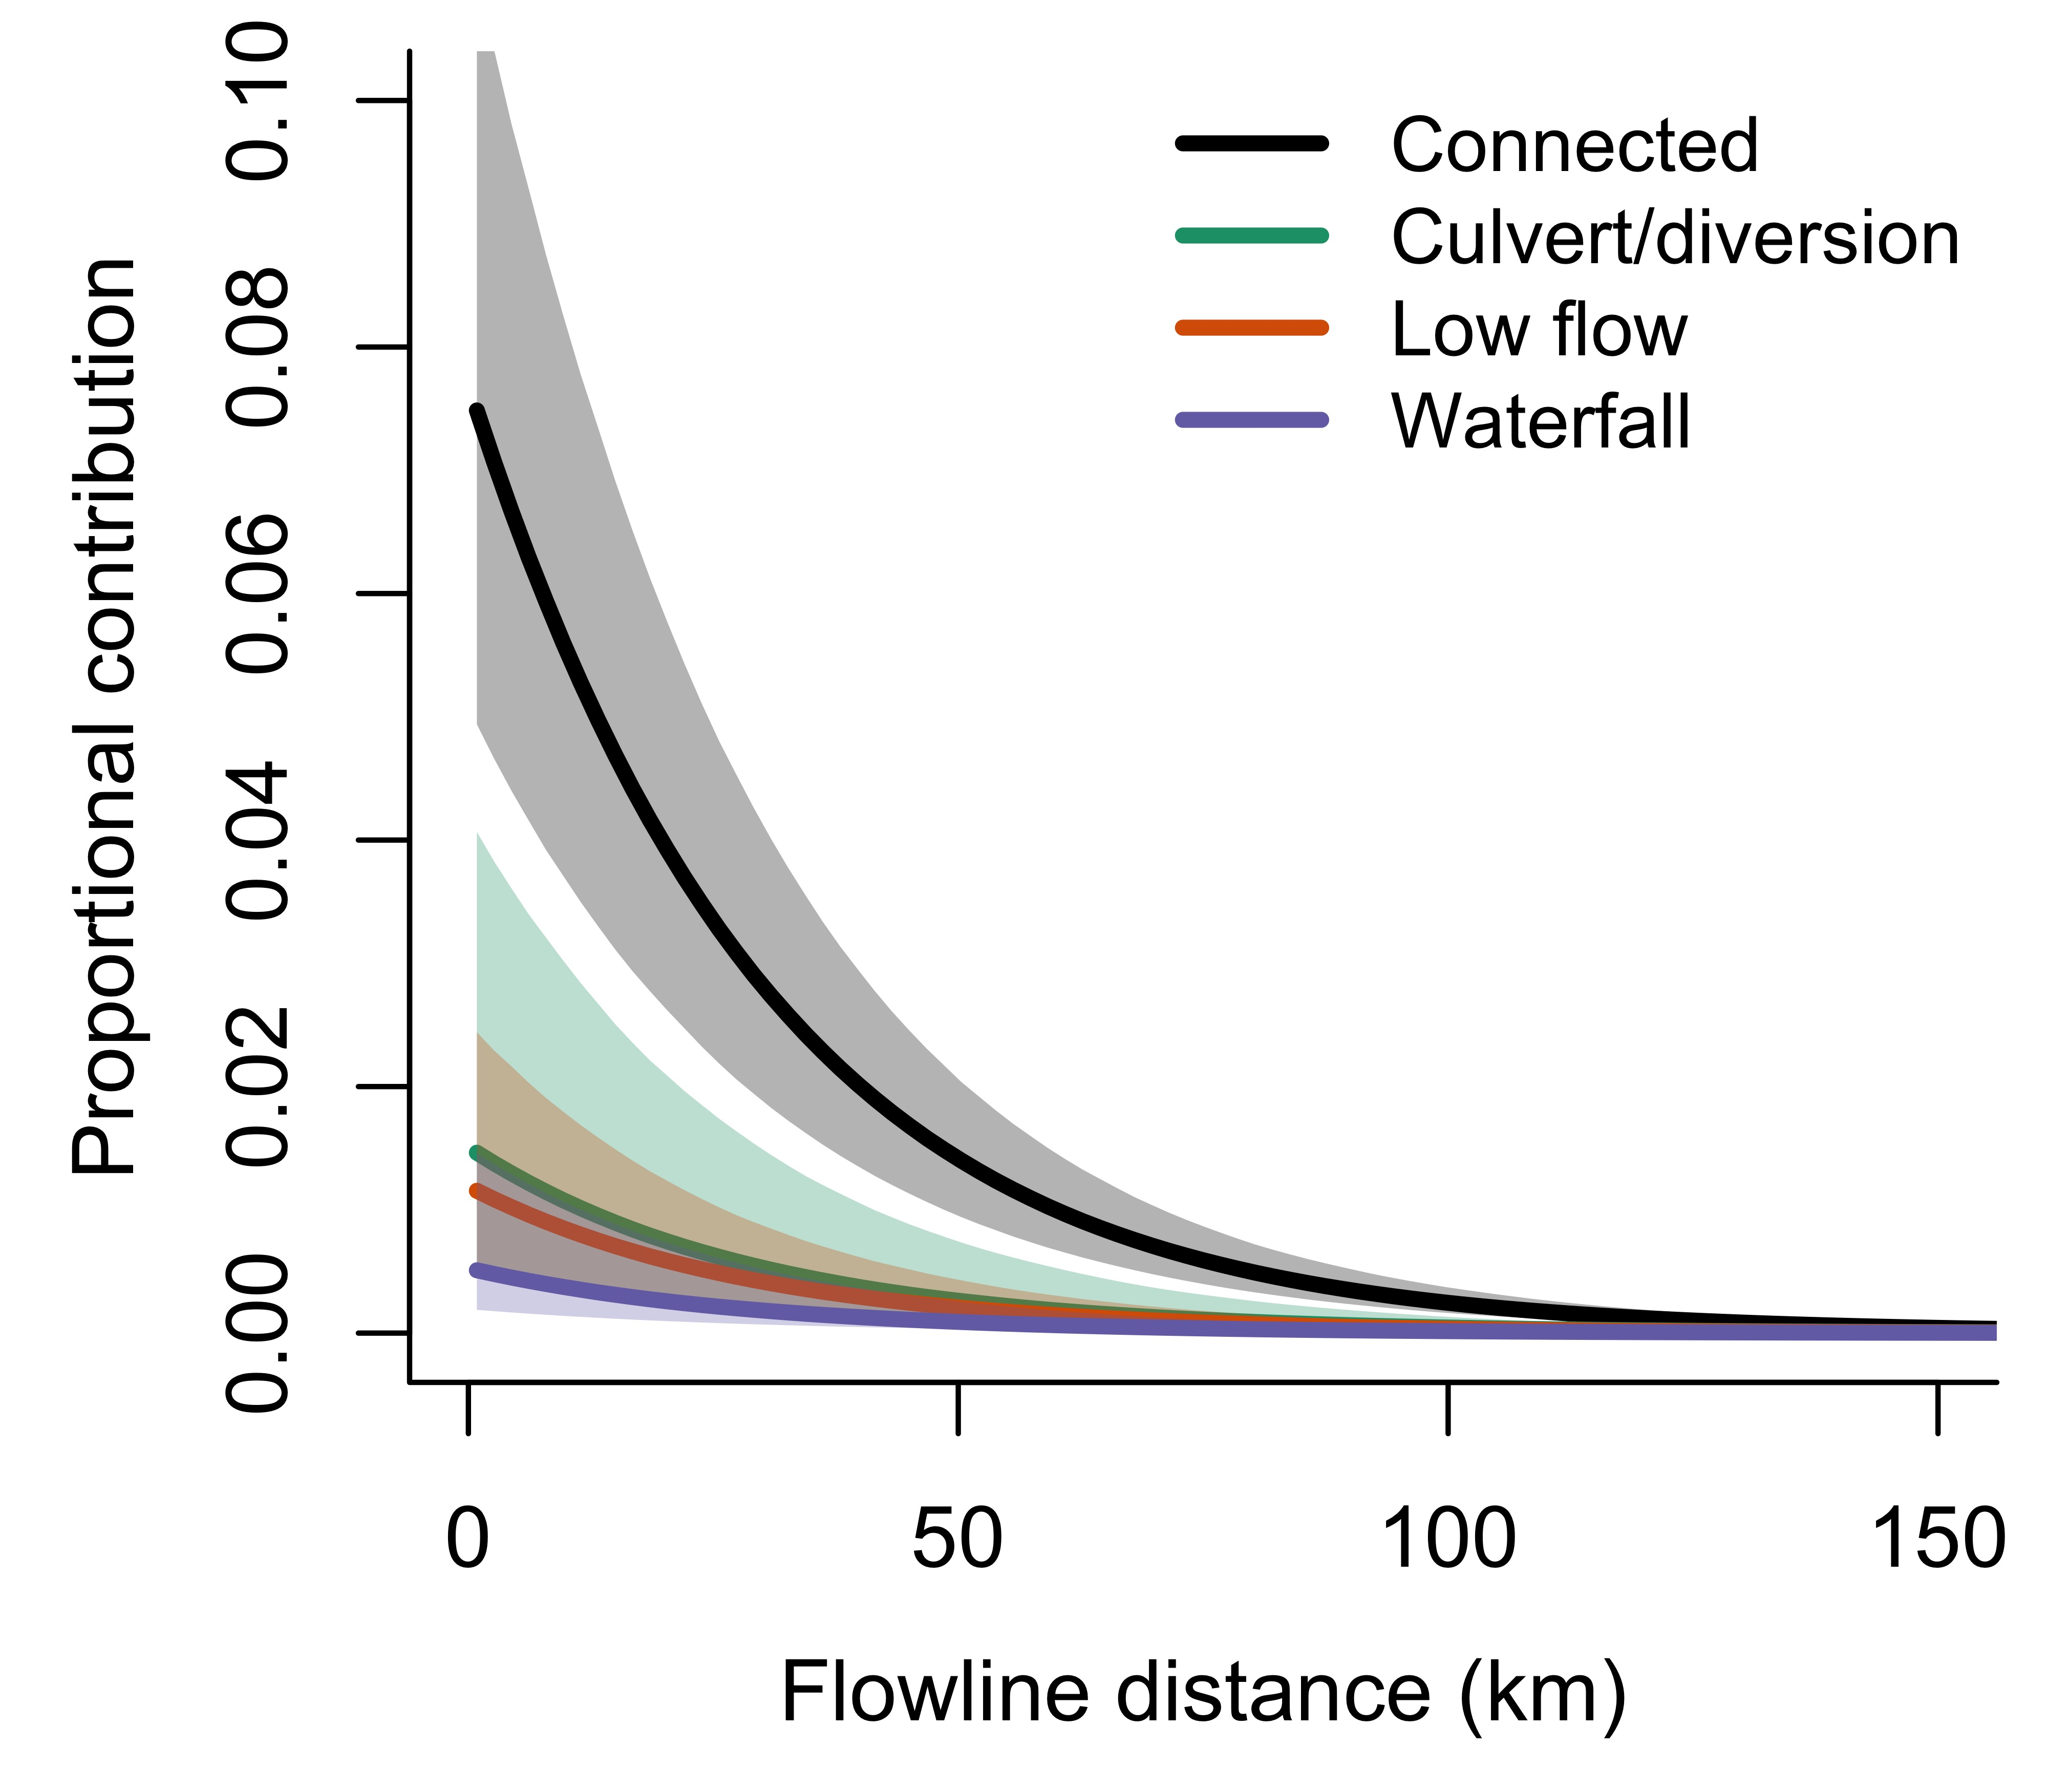 Proportional contribution
0.10
0.08
0.06
0.04
0.02
0.00
Connected
Culvert/diversion
Low flow
Waterfall
0
50
100
150
Flowline distance (km)